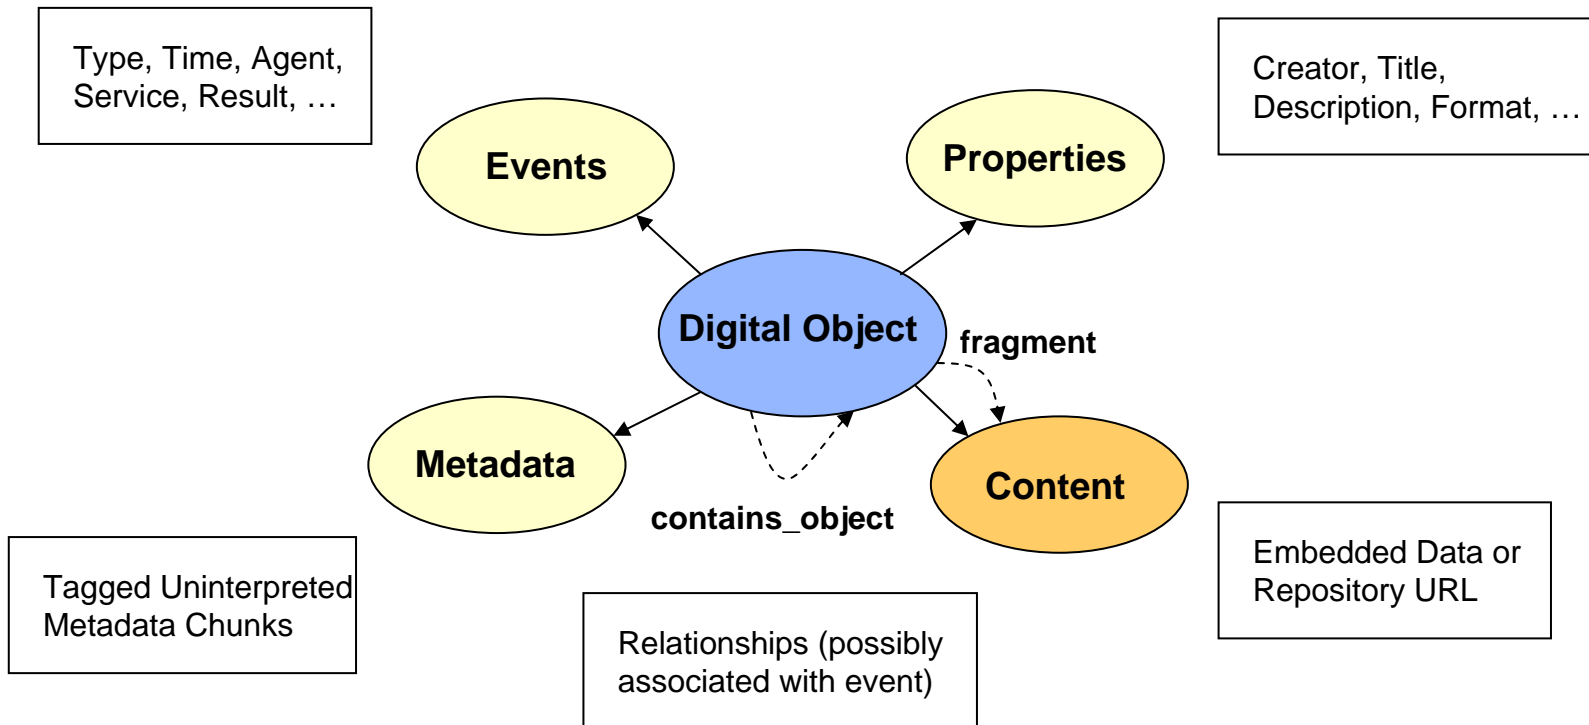 Type, Time, Agent,
Service, Result, …
Creator, Title,
Description, Format, …
Events
Properties
Digital Object
fragment
Metadata
Content
contains_object
Tagged Uninterpreted
Metadata Chunks
Embedded Data or
Repository URL
Relationships (possibly
associated with event)